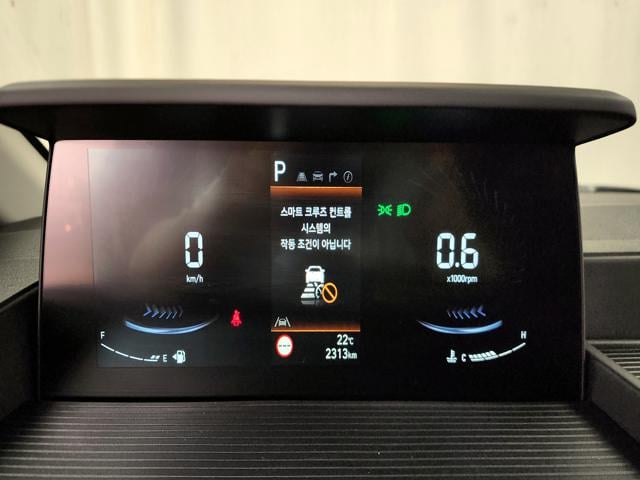 P
스마트 크루즈 컨트롤
시스템의
작동 조건이 아닙니다
0
km/h
0.6
x1000rpm
F
E
C
H
22℃
2313km